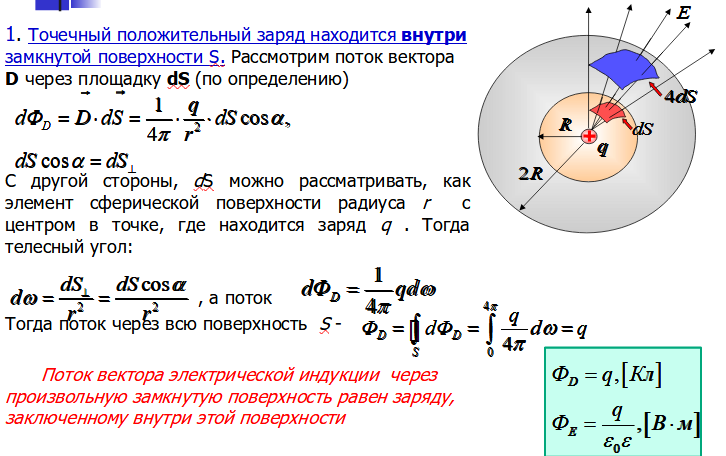 1. Точечный положительный заряд находится внутри
замкнутой поверхности S. Рассмотрим поток вектора
D через площадку dS (по определению)
dΦ_D = D⃗ · dS⃗ = 1/4π · q/r² · dS cos α,
dS cos α = dS⊥
С другой стороны, dS можно рассматривать, как
элемент сферической поверхности радиуса r с
центром в точке, где находится заряд q . Тогда
телесный угол:
dω = dS⊥/r² = dS cos α/r² , а поток dΦ_D = 1/4π qdω
Тогда поток через всю поверхность S - Φ_D = ∯_S dΦ_D = ∫_0^4π q/4π dω = q
Поток вектора электрической индукции через
произвольную замкнутую поверхность равен заряду,
заключенному внутри этой поверхности
Φ_D = q,[Кл]
Φ_E = q/ε₀ε,[В·м]
E
4dS
R
dS
q
2R